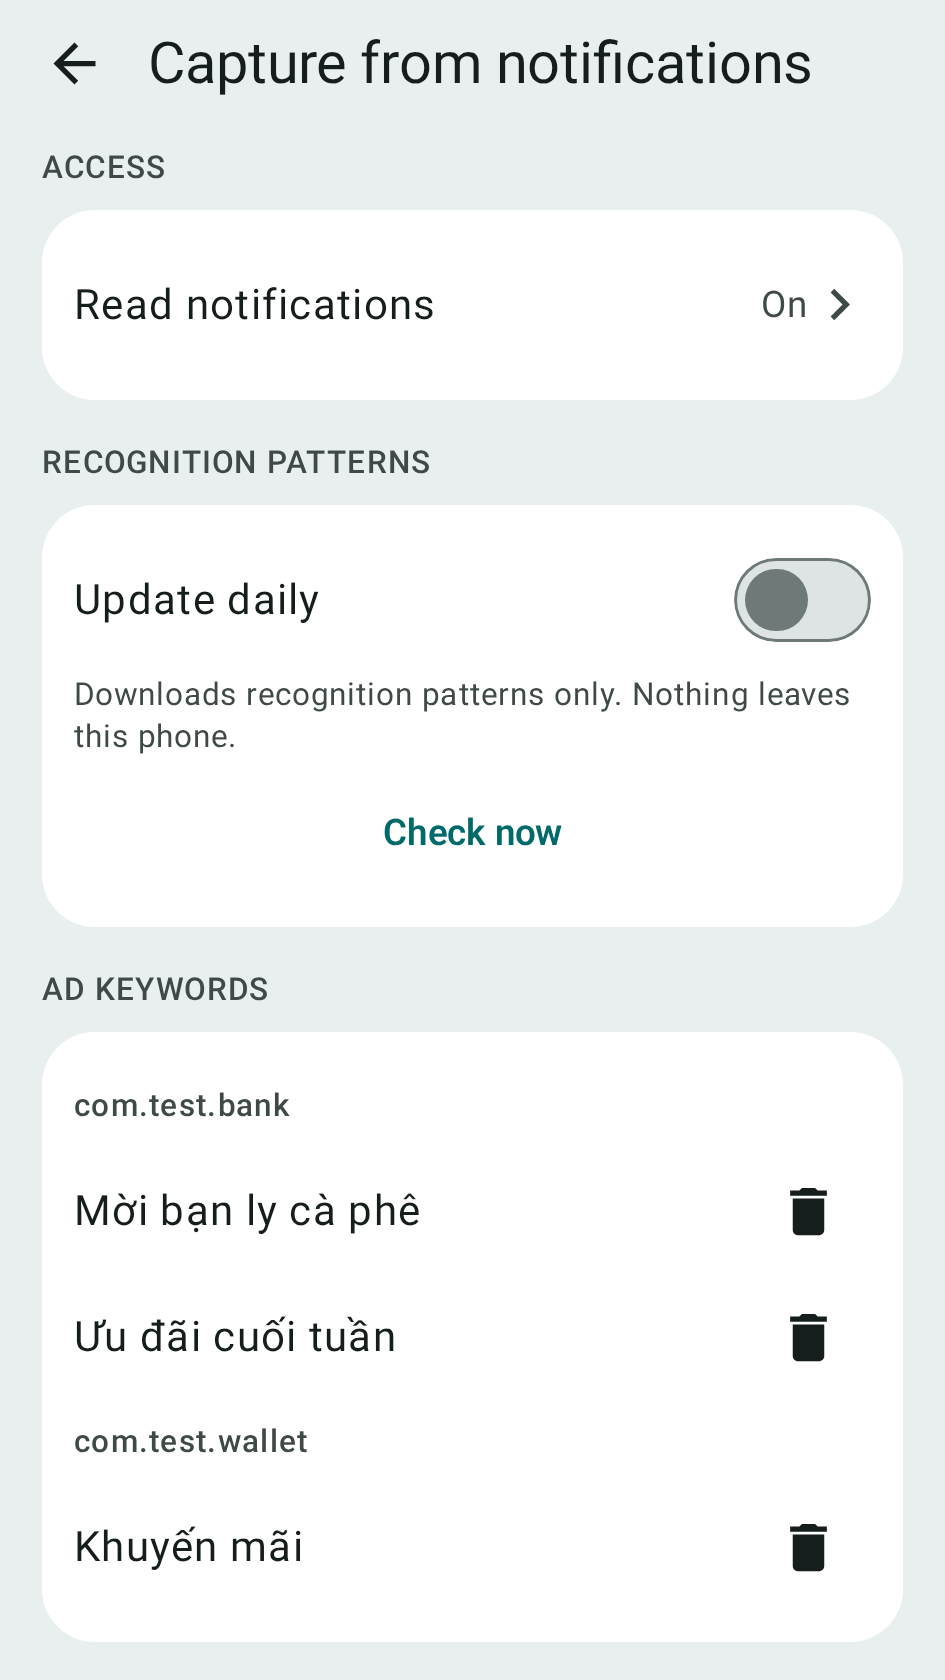 Capture from notifications
ACCESS
Read notifications
On
RECOGNITION PATTERNS
Update daily
Downloads recognition patterns only. Nothing leaves
this phone.
Check now
AD KEYWORDS
com.test.bank
Mời bạn ly cà phê
Ưu đãi cuối tuần
com.test.wallet
Khuyến mãi